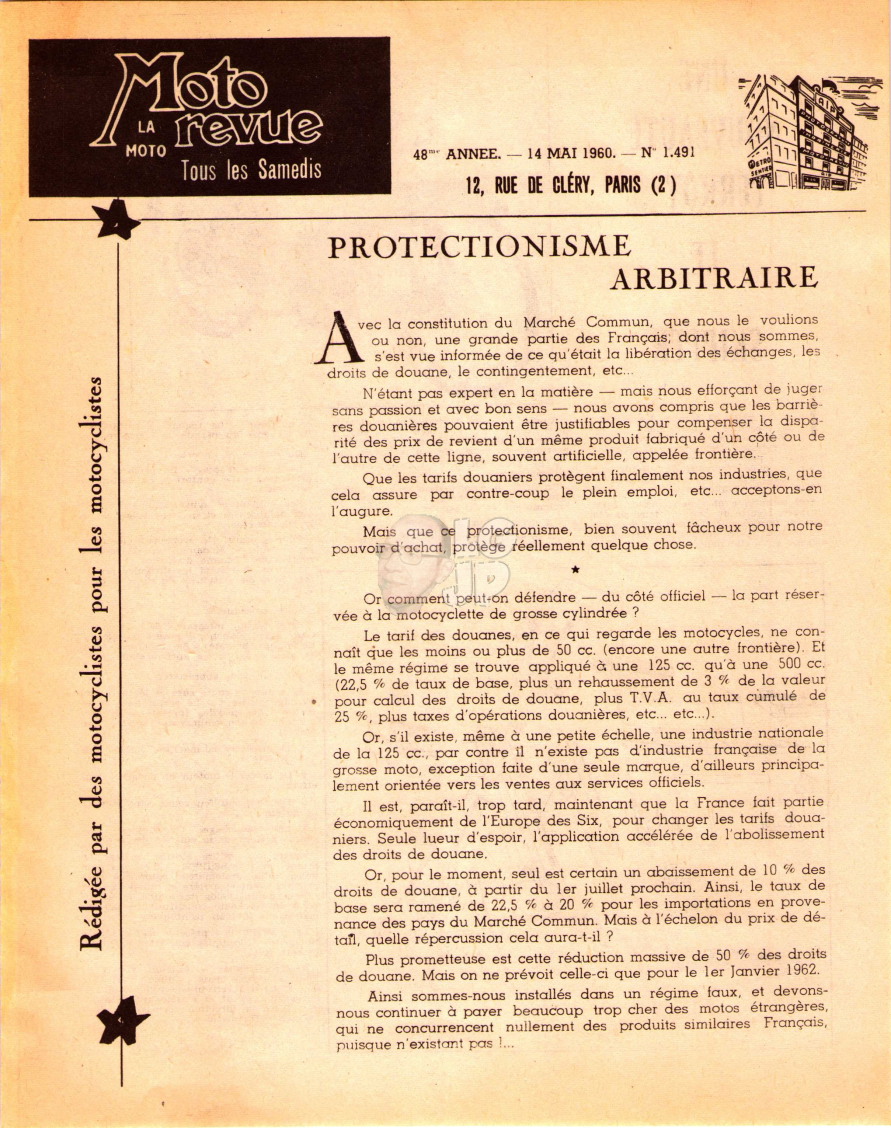 Moto
revue
LA
MOTO
Tous les Samedis
48me ANNEE. — 14 MAI 1960. — N° 1.491
12, RUE DE CLÉRY, PARIS (2)
METRO
SENTIER
PROTECTIONISME
ARBITRAIRE
Avec la constitution du Marché Commun, que nous le voulions
ou non, une grande partie des Français, dont nous sommes,
s'est vue informée de ce qu'était la libération des échanges, les
droits de douane, le contingentement, etc...
N'étant pas expert en la matière — mais nous efforçant de juger
sans passion et avec bon sens — nous avons compris que les barriè-
res douanières pouvaient être justifiables pour compenser la dispa-
rité des prix de revient d'un même produit fabriqué d'un côté ou de
l'autre de cette ligne, souvent artificielle, appelée frontière.
Que les tarifs douaniers protègent finalement nos industries, que
cela assure par contre-coup le plein emploi, etc... acceptons-en
l'augure.
Mais que ce protectionisme, bien souvent fâcheux pour notre
pouvoir d'achat, protège réellement quelque chose.
Or comment peut-on défendre — du côté officiel — la part réser-
vée à la motocyclette de grosse cylindrée ?
Le tarif des douanes, en ce qui regarde les motocycles, ne con-
naît que les moins ou plus de 50 cc. (encore une autre frontière). Et
le même régime se trouve appliqué à une 125 cc. qu'à une 500 cc.
(22,5 % de taux de base, plus un rehaussement de 3 % de la valeur
pour calcul des droits de douane, plus T.V.A. au taux cumulé de
25 %, plus taxes d'opérations douanières, etc... etc...).
Or, s'il existe, même à une petite échelle, une industrie nationale
de la 125 cc., par contre il n'existe pas d'industrie française de la
grosse moto, exception faite d'une seule marque, d'ailleurs principa-
lement orientée vers les ventes aux services officiels.
Il est, paraît-il, trop tard, maintenant que la France fait partie
économiquement de l'Europe des Six, pour changer les tarifs doua-
niers. Seule lueur d'espoir, l'application accélérée de l'abolissement
des droits de douane.
Or, pour le moment, seul est certain un abaissement de 10 % des
droits de douane, à partir du 1er juillet prochain. Ainsi, le taux de
base sera ramené de 22,5 % à 20 % pour les importations en prove-
nance des pays du Marché Commun. Mais à l'échelon du prix de dé-
tail, quelle répercussion cela aura-t-il ?
Plus prometteuse est cette réduction massive de 50 % des droits
de douane. Mais on ne prévoit celle-ci que pour le 1er Janvier 1962.
Ainsi sommes-nous installés dans un régime faux, et devons-
nous continuer à payer beaucoup trop cher des motos étrangères,
qui ne concurrencent nullement des produits similaires Français,
puisque n'existant pas !...
Rédigée par des motocyclistes pour les motocyclistes